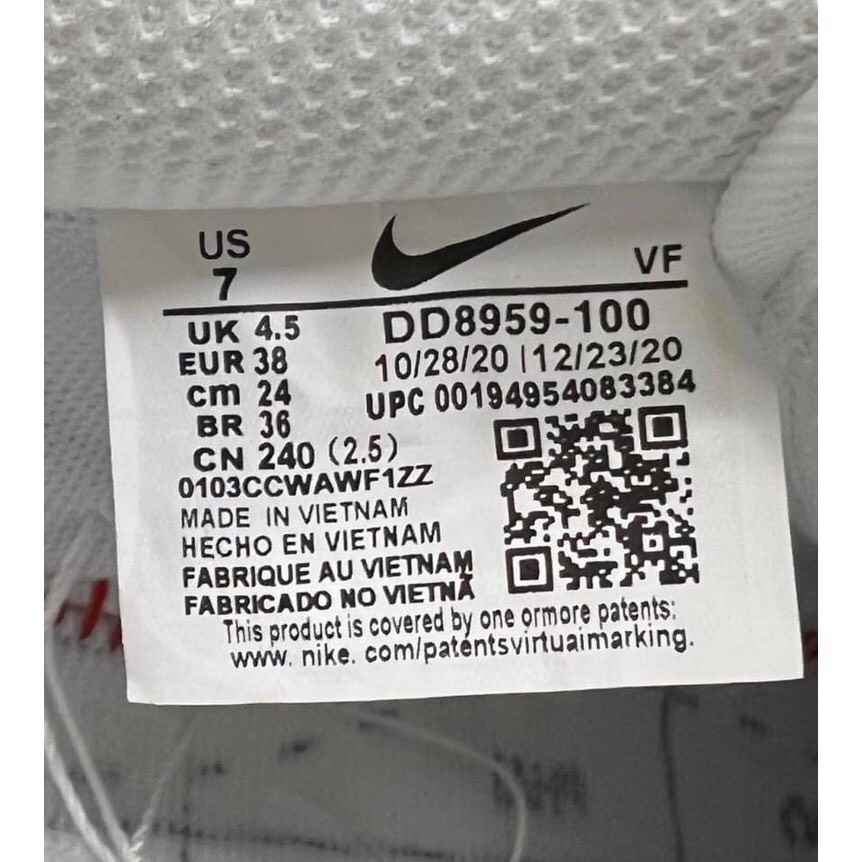 US
7
VF
UK 4.5
EUR 38
cm 24
BR 36
CN 240 (2.5)
DD8959-100
10/28/20 | 12/23/20
UPC 00194954083384
0103CCWAWF1ZZ
MADE IN VIETNAM
HECHO EN VIETNAM
FABRIQUE AU VIETNAM
FABRICADO NO VIETNÃ
This product is covered by one ormore patents:
www. nike. com/patentsvirtuaimarking.